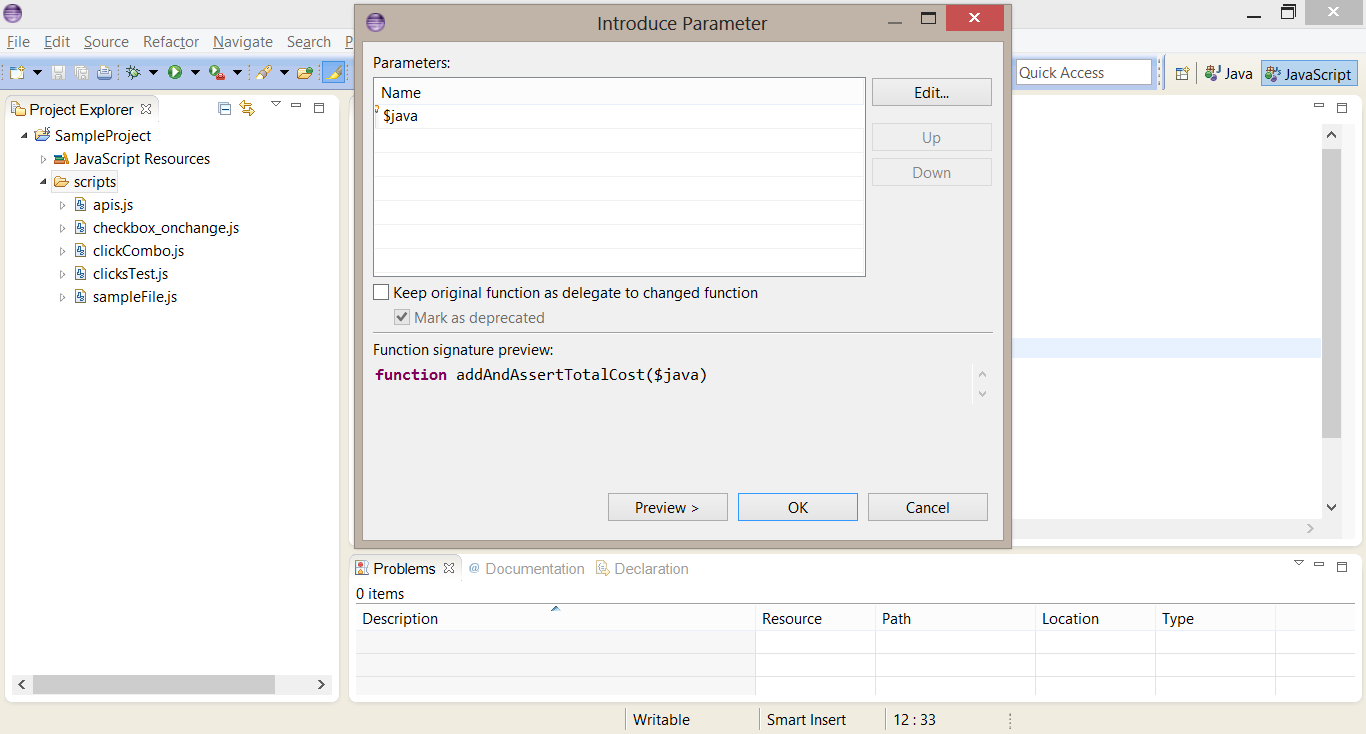 Introduce Parameter
File Edit Source Refactor Navigate Search P
Quick Access
Java
JavaScript
Project Explorer
SampleProject
JavaScript Resources
scripts
apis.js
checkbox_onchange.js
clickCombo.js
clicksTest.js
sampleFile.js
Parameters:
Name
$java
Edit...
Up
Down
Keep original function as delegate to changed function
Mark as deprecated
Function signature preview:
function addAndAssertTotalCost($java)
Preview >
OK
Cancel
Problems
Documentation
Declaration
0 items
Description Resource Path Location Type
Writable Smart Insert 12 : 33